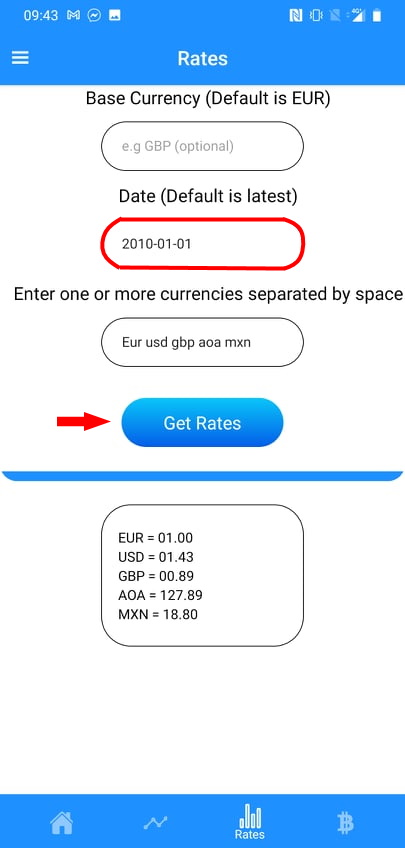 09:43
4G
Rates
Base Currency (Default is EUR)
e.g GBP (optional)
Date (Default is latest)
2010-01-01
Enter one or more currencies separated by space
Eur usd gbp aoa mxn
Get Rates
EUR = 01.00
USD = 01.43
GBP = 00.89
AOA = 127.89
MXN = 18.80
Rates